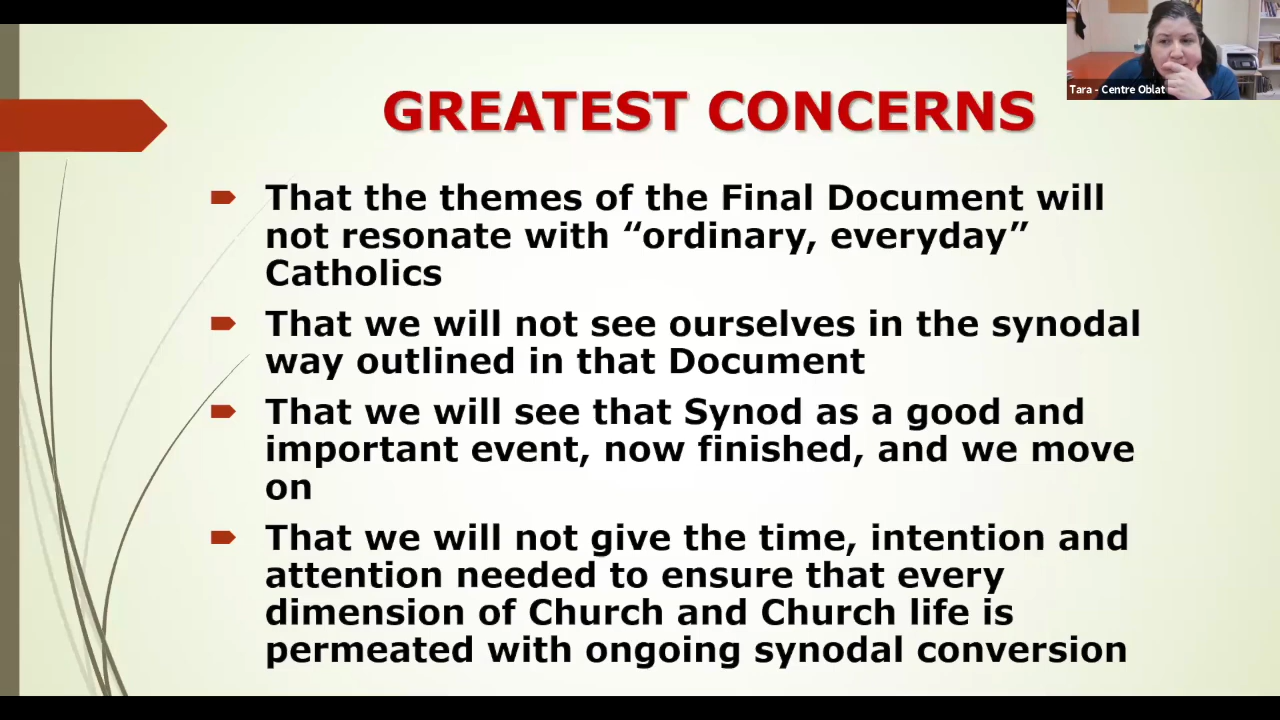 GREATEST CONCERNS
Tara - Centre Oblat
That the themes of the Final Document will
not resonate with “ordinary, everyday”
Catholics
That we will not see ourselves in the synodal
way outlined in that Document
That we will see that Synod as a good and
important event, now finished, and we move
on
That we will not give the time, intention and
attention needed to ensure that every
dimension of Church and Church life is
permeated with ongoing synodal conversion